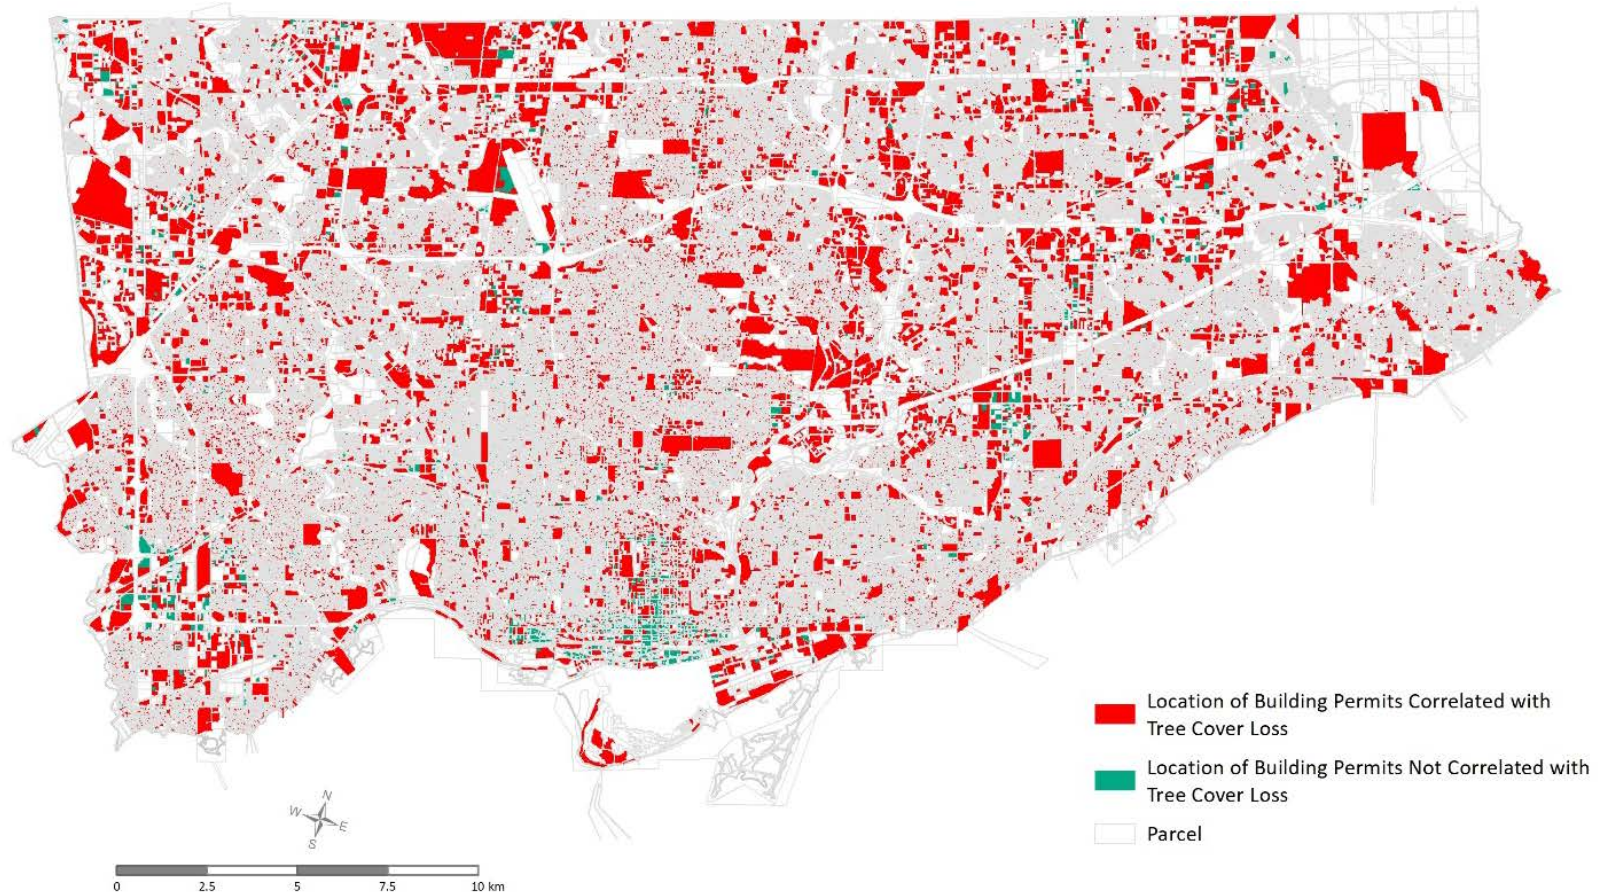 Location of Building Permits Correlated with
Tree Cover Loss
Location of Building Permits Not Correlated with
Tree Cover Loss
Parcel
N
W
E
S
0 2.5 5 7.5 10 km